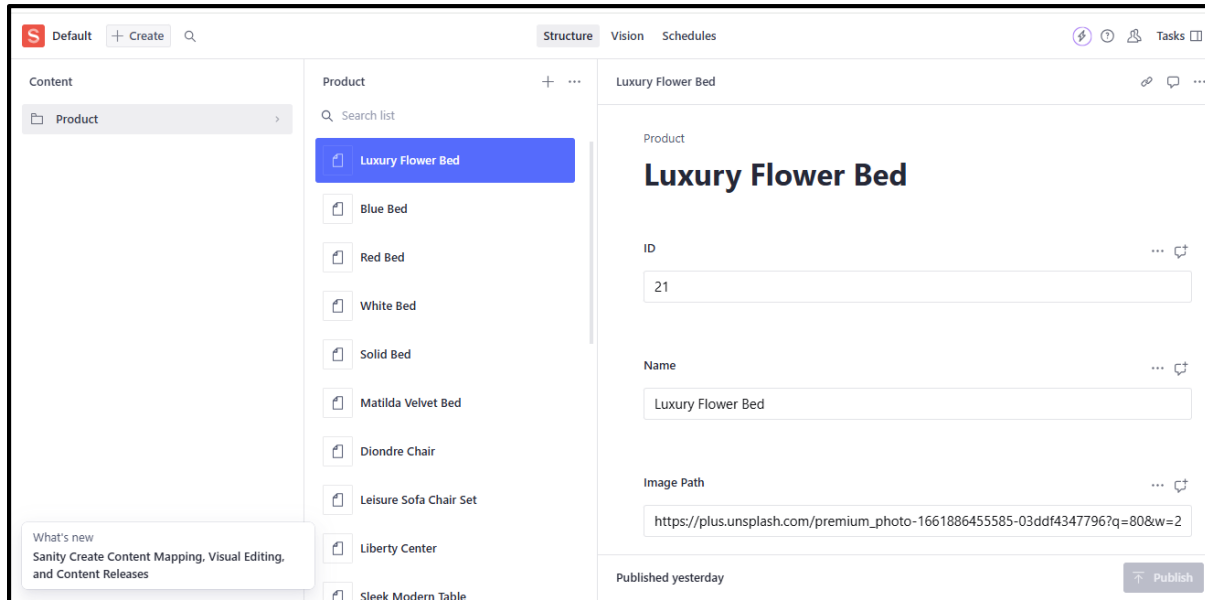 S Default + Create
Structure Vision Schedules
Tasks
Content
Product
Product
Search list
Luxury Flower Bed
Blue Bed
Red Bed
White Bed
Solid Bed
Matilda Velvet Bed
Diondre Chair
Leisure Sofa Chair Set
Liberty Center
Sleek Modern Table
What's new
Sanity Create Content Mapping, Visual Editing,
and Content Releases
Luxury Flower Bed
Product
Luxury Flower Bed
ID
21
Name
Luxury Flower Bed
Image Path
https://plus.unsplash.com/premium_photo-1661886455585-03ddf4347796?q=80&w=2
Published yesterday
Publish